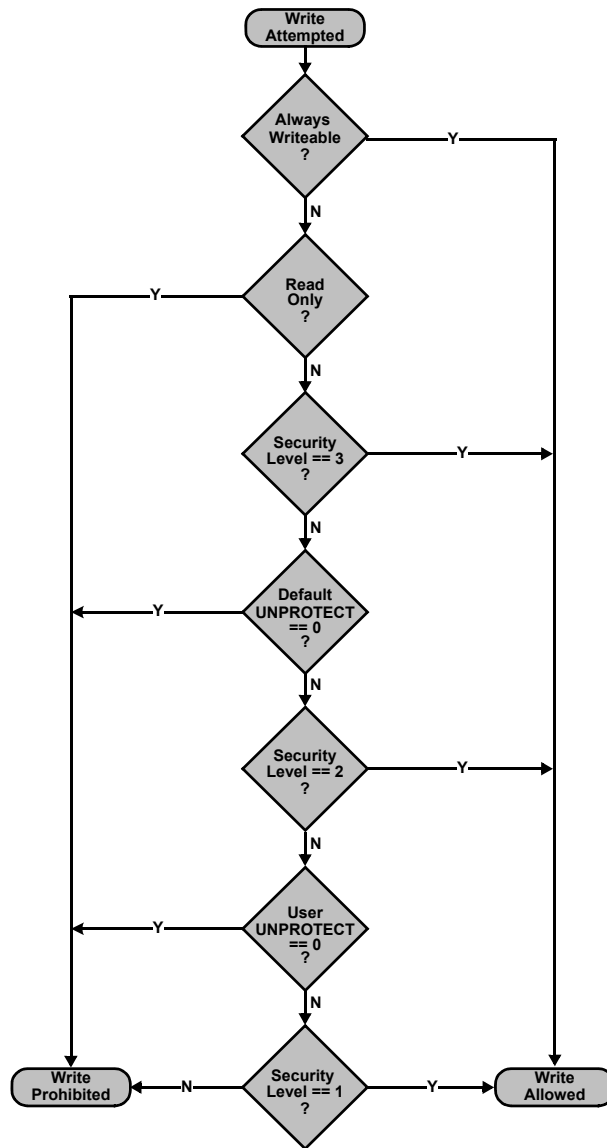 Write
Attempted
Always
Writeable
?
Y
N
Read
Only
?
Y
N
Security
Level == 3
?
Y
N
Default
UNPROTECT
== 0
?
Y
N
Security
Level == 2
?
Y
N
User
UNPROTECT
== 0
?
Y
N
Write
Prohibited
N
Security
Level == 1
?
Y
Write
Allowed